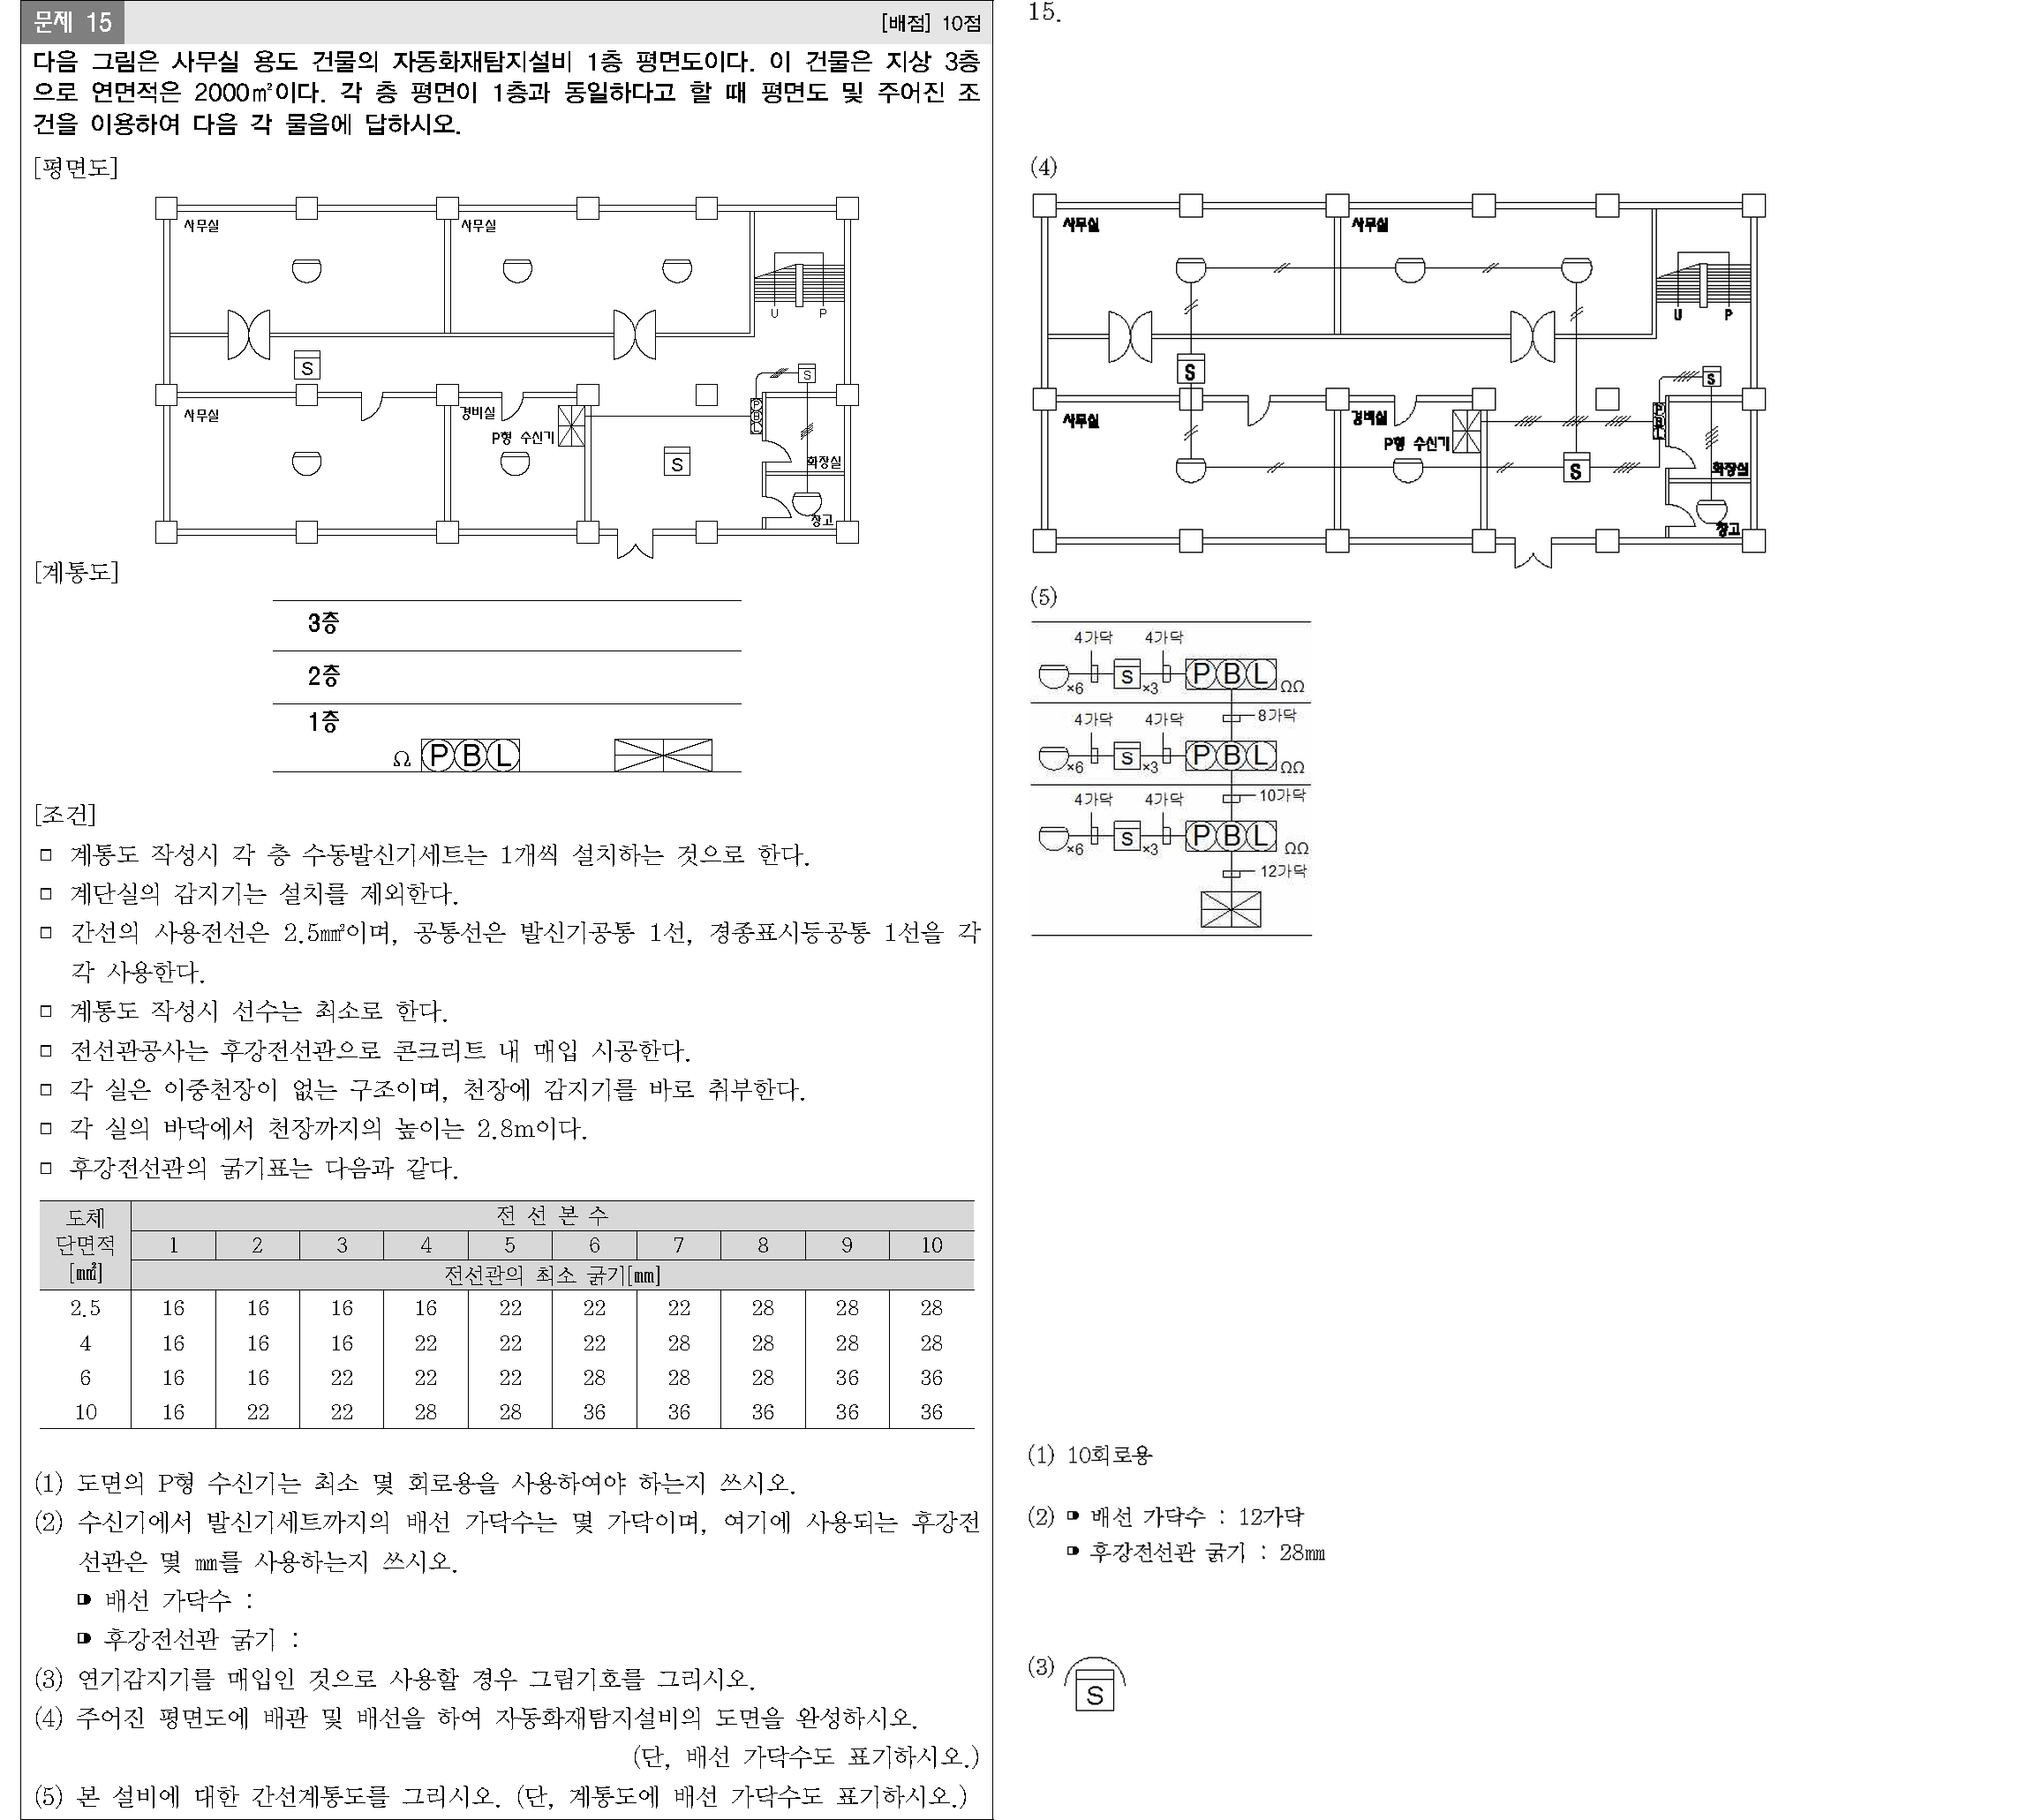 문제 15
[배점] 10점
다음 그림은 사무실 용도 건물의 자동화재탐지설비 1층 평면도이다. 이 건물은 지상 3층
으로 연면적은 2000㎡이다. 각 층 평면이 1층과 동일하다고 할 때 평면도 및 주어진 조
건을 이용하여 다음 각 물음에 답하시오.
[평면도]
사무실
사무실
U P
S
S
사무실
경비실
P형 수신기
P B L
S
화장실
창고
[계통도]
3층
2층
1층
Ω P B L
[조건]
□ 계통도 작성시 각 층 수동발신기세트는 1개씩 설치하는 것으로 한다.
□ 계단실의 감지기는 설치를 제외한다.
□ 간선의 사용전선은 2.5㎟이며, 공통선은 발신기공통 1선, 경종표시등공통 1선을 각
각 사용한다.
□ 계통도 작성시 선수는 최소로 한다.
□ 전선관공사는 후강전선관으로 콘크리트 내 매입 시공한다.
□ 각 실은 이중천장이 없는 구조이며, 천장에 감지기를 바로 취부한다.
□ 각 실의 바닥에서 천장까지의 높이는 2.8m이다.
□ 후강전선관의 굵기표는 다음과 같다.
도체
단면적
[㎟]
전 선 본 수
1 2 3 4 5 6 7 8 9 10
전선관의 최소 굵기[㎜]
2.5 16 16 16 16 22 22 22 28 28 28
4 16 16 16 22 22 22 28 28 28 28
6 16 16 22 22 22 28 28 28 36 36
10 16 22 22 28 28 36 36 36 36 36
(1) 도면의 P형 수신기는 최소 몇 회로용을 사용하여야 하는지 쓰시오.
(2) 수신기에서 발신기세트까지의 배선 가닥수는 몇 가닥이며, 여기에 사용되는 후강전
선관은 몇 ㎜를 사용하는지 쓰시오.
배선 가닥수 :
후강전선관 굵기 :
(3) 연기감지기를 매입인 것으로 사용할 경우 그림기호를 그리시오.
(4) 주어진 평면도에 배관 및 배선을 하여 자동화재탐지설비의 도면을 완성하시오.
(단, 배선 가닥수도 표기하시오.)
(5) 본 설비에 대한 간선계통도를 그리시오. (단, 계통도에 배선 가닥수도 표기하시오.)
15.
(4)
사무실
사무실
U P
S
S
사무실
경비실
P형 수신기
P B L
S
화장실
창고
(5)
4가닥 4가닥
×6 S ×3 P B L ΩΩ
8가닥
4가닥 4가닥
×6 S ×3 P B L ΩΩ
10가닥
4가닥 4가닥
×6 S ×3 P B L ΩΩ
12가닥
(1) 10회로용
(2) 배선 가닥수 : 12가닥
후강전선관 굵기 : 28㎜
(3) S